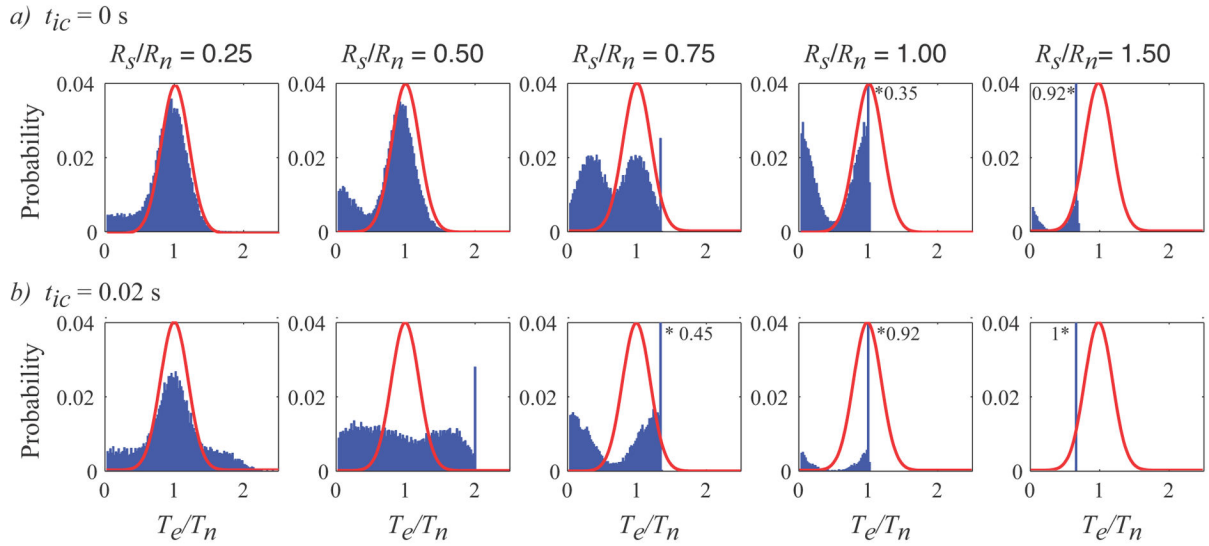 a) t_ic = 0 s
R_s/R_n = 0.25 R_s/R_n = 0.50 R_s/R_n = 0.75 R_s/R_n = 1.00 R_s/R_n= 1.50
0.04 0.04 0.04 0.04 *0.35 0.04 0.92*
Probability
0.02 0.02 0.02 0.02 0.02
0 0 0 0 0
0 1 2 0 1 2 0 1 2 0 1 2 0 1 2
b) t_ic = 0.02 s
0.04 0.04 0.04 * 0.45 0.04 *0.92 0.04 1*
Probability
0.02 0.02 0.02 0.02 0.02
0 0 0 0 0
0 1 2 0 1 2 0 1 2 0 1 2 0 1 2
T_e/T_n T_e/T_n T_e/T_n T_e/T_n T_e/T_n